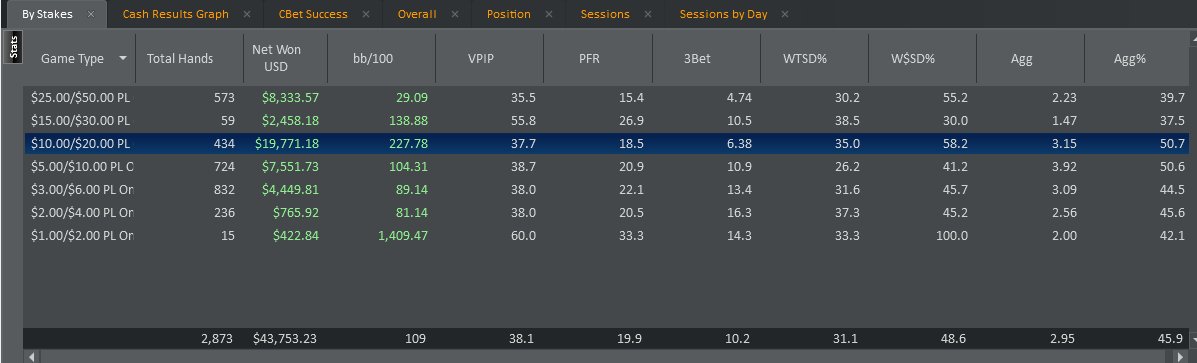 By Stakes × Cash Results Graph × CBet Success × Overall × Position × Sessions × Sessions by Day ×
Stats
Game Type Total Hands Net Won USD bb/100 VPIP PFR 3Bet WTSD% W$SD% Agg Agg%
$25.00/$50.00 PL 573 $8,333.57 29.09 35.5 15.4 4.74 30.2 55.2 2.23 39.7
$15.00/$30.00 PL 59 $2,458.18 138.88 55.8 26.9 10.5 38.5 30.0 1.47 37.5
$10.00/$20.00 PL 434 $19,771.18 227.78 37.7 18.5 6.38 35.0 58.2 3.15 50.7
$5.00/$10.00 PL O 724 $7,551.73 104.31 38.7 20.9 10.9 26.2 41.2 3.92 50.6
$3.00/$6.00 PL On 832 $4,449.81 89.14 38.0 22.1 13.4 31.6 45.7 3.09 44.5
$2.00/$4.00 PL On 236 $765.92 81.14 38.0 20.5 16.3 37.3 45.2 2.56 45.6
$1.00/$2.00 PL On 15 $422.84 1,409.47 60.0 33.3 14.3 33.3 100.0 2.00 42.1
2,873 $43,753.23 109 38.1 19.9 10.2 31.1 48.6 2.95 45.9